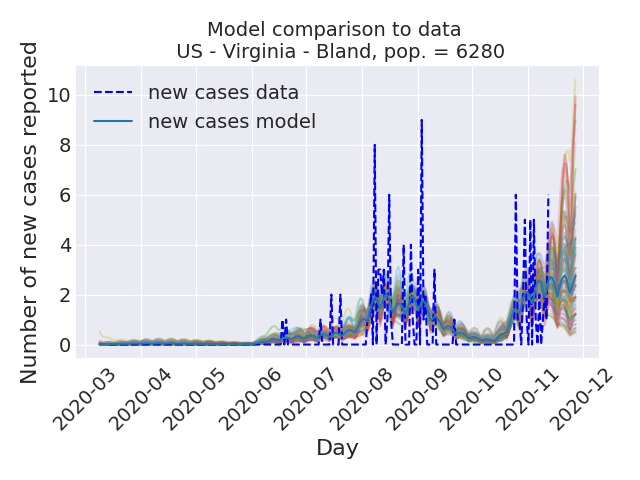 Model comparison to data
US - Virginia - Bland, pop. = 6280
Number of new cases reported
10
8
6
4
2
0
new cases data
new cases model
2020-03
2020-04
2020-05
2020-06
2020-07
2020-08
2020-09
2020-10
2020-11
2020-12
Day